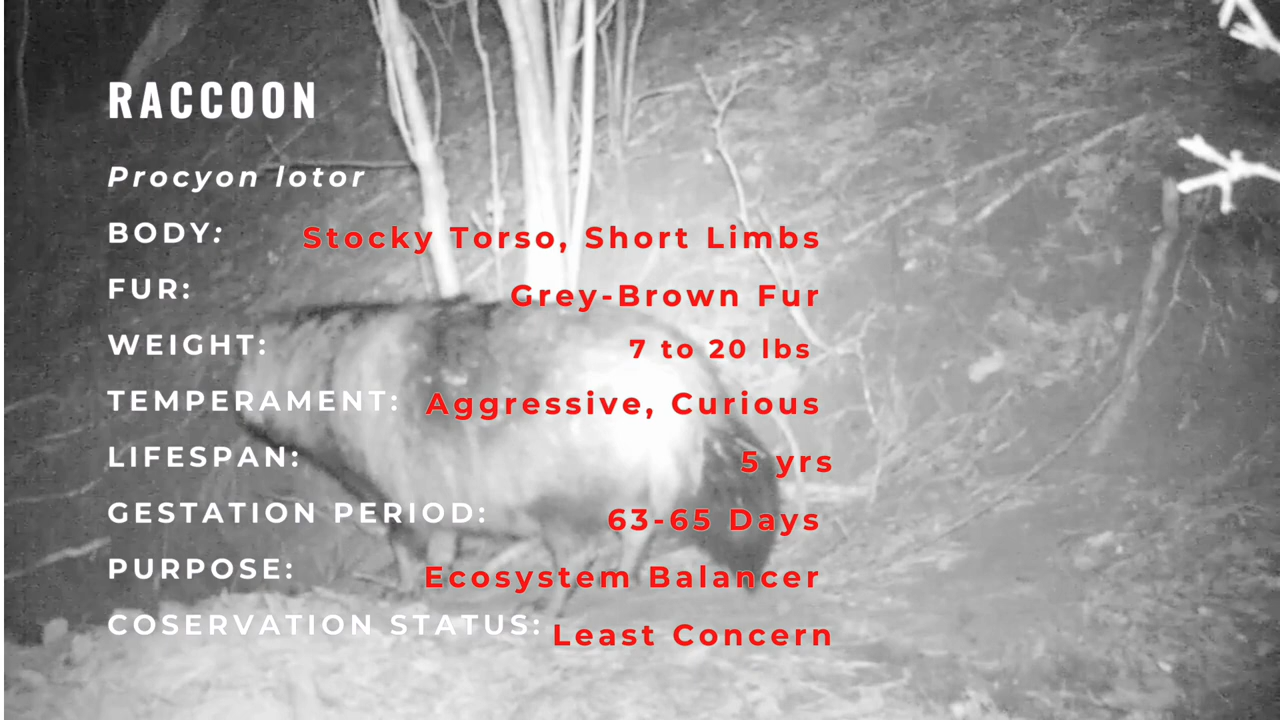 RACCOON
Procyon lotor
BODY: Stocky Torso, Short Limbs
FUR: Grey-Brown Fur
WEIGHT: 7 to 20 lbs
TEMPERAMENT: Aggressive, Curious
LIFESPAN: 5 yrs
GESTATION PERIOD: 63-65 Days
PURPOSE: Ecosystem Balancer
COSERVATION STATUS: Least Concern